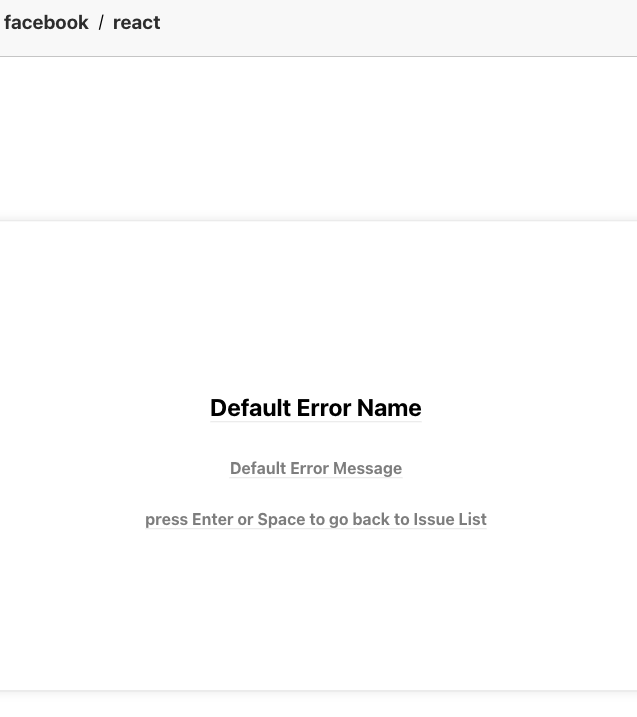 facebook / react
Default Error Name
Default Error Message
press Enter or Space to go back to Issue List